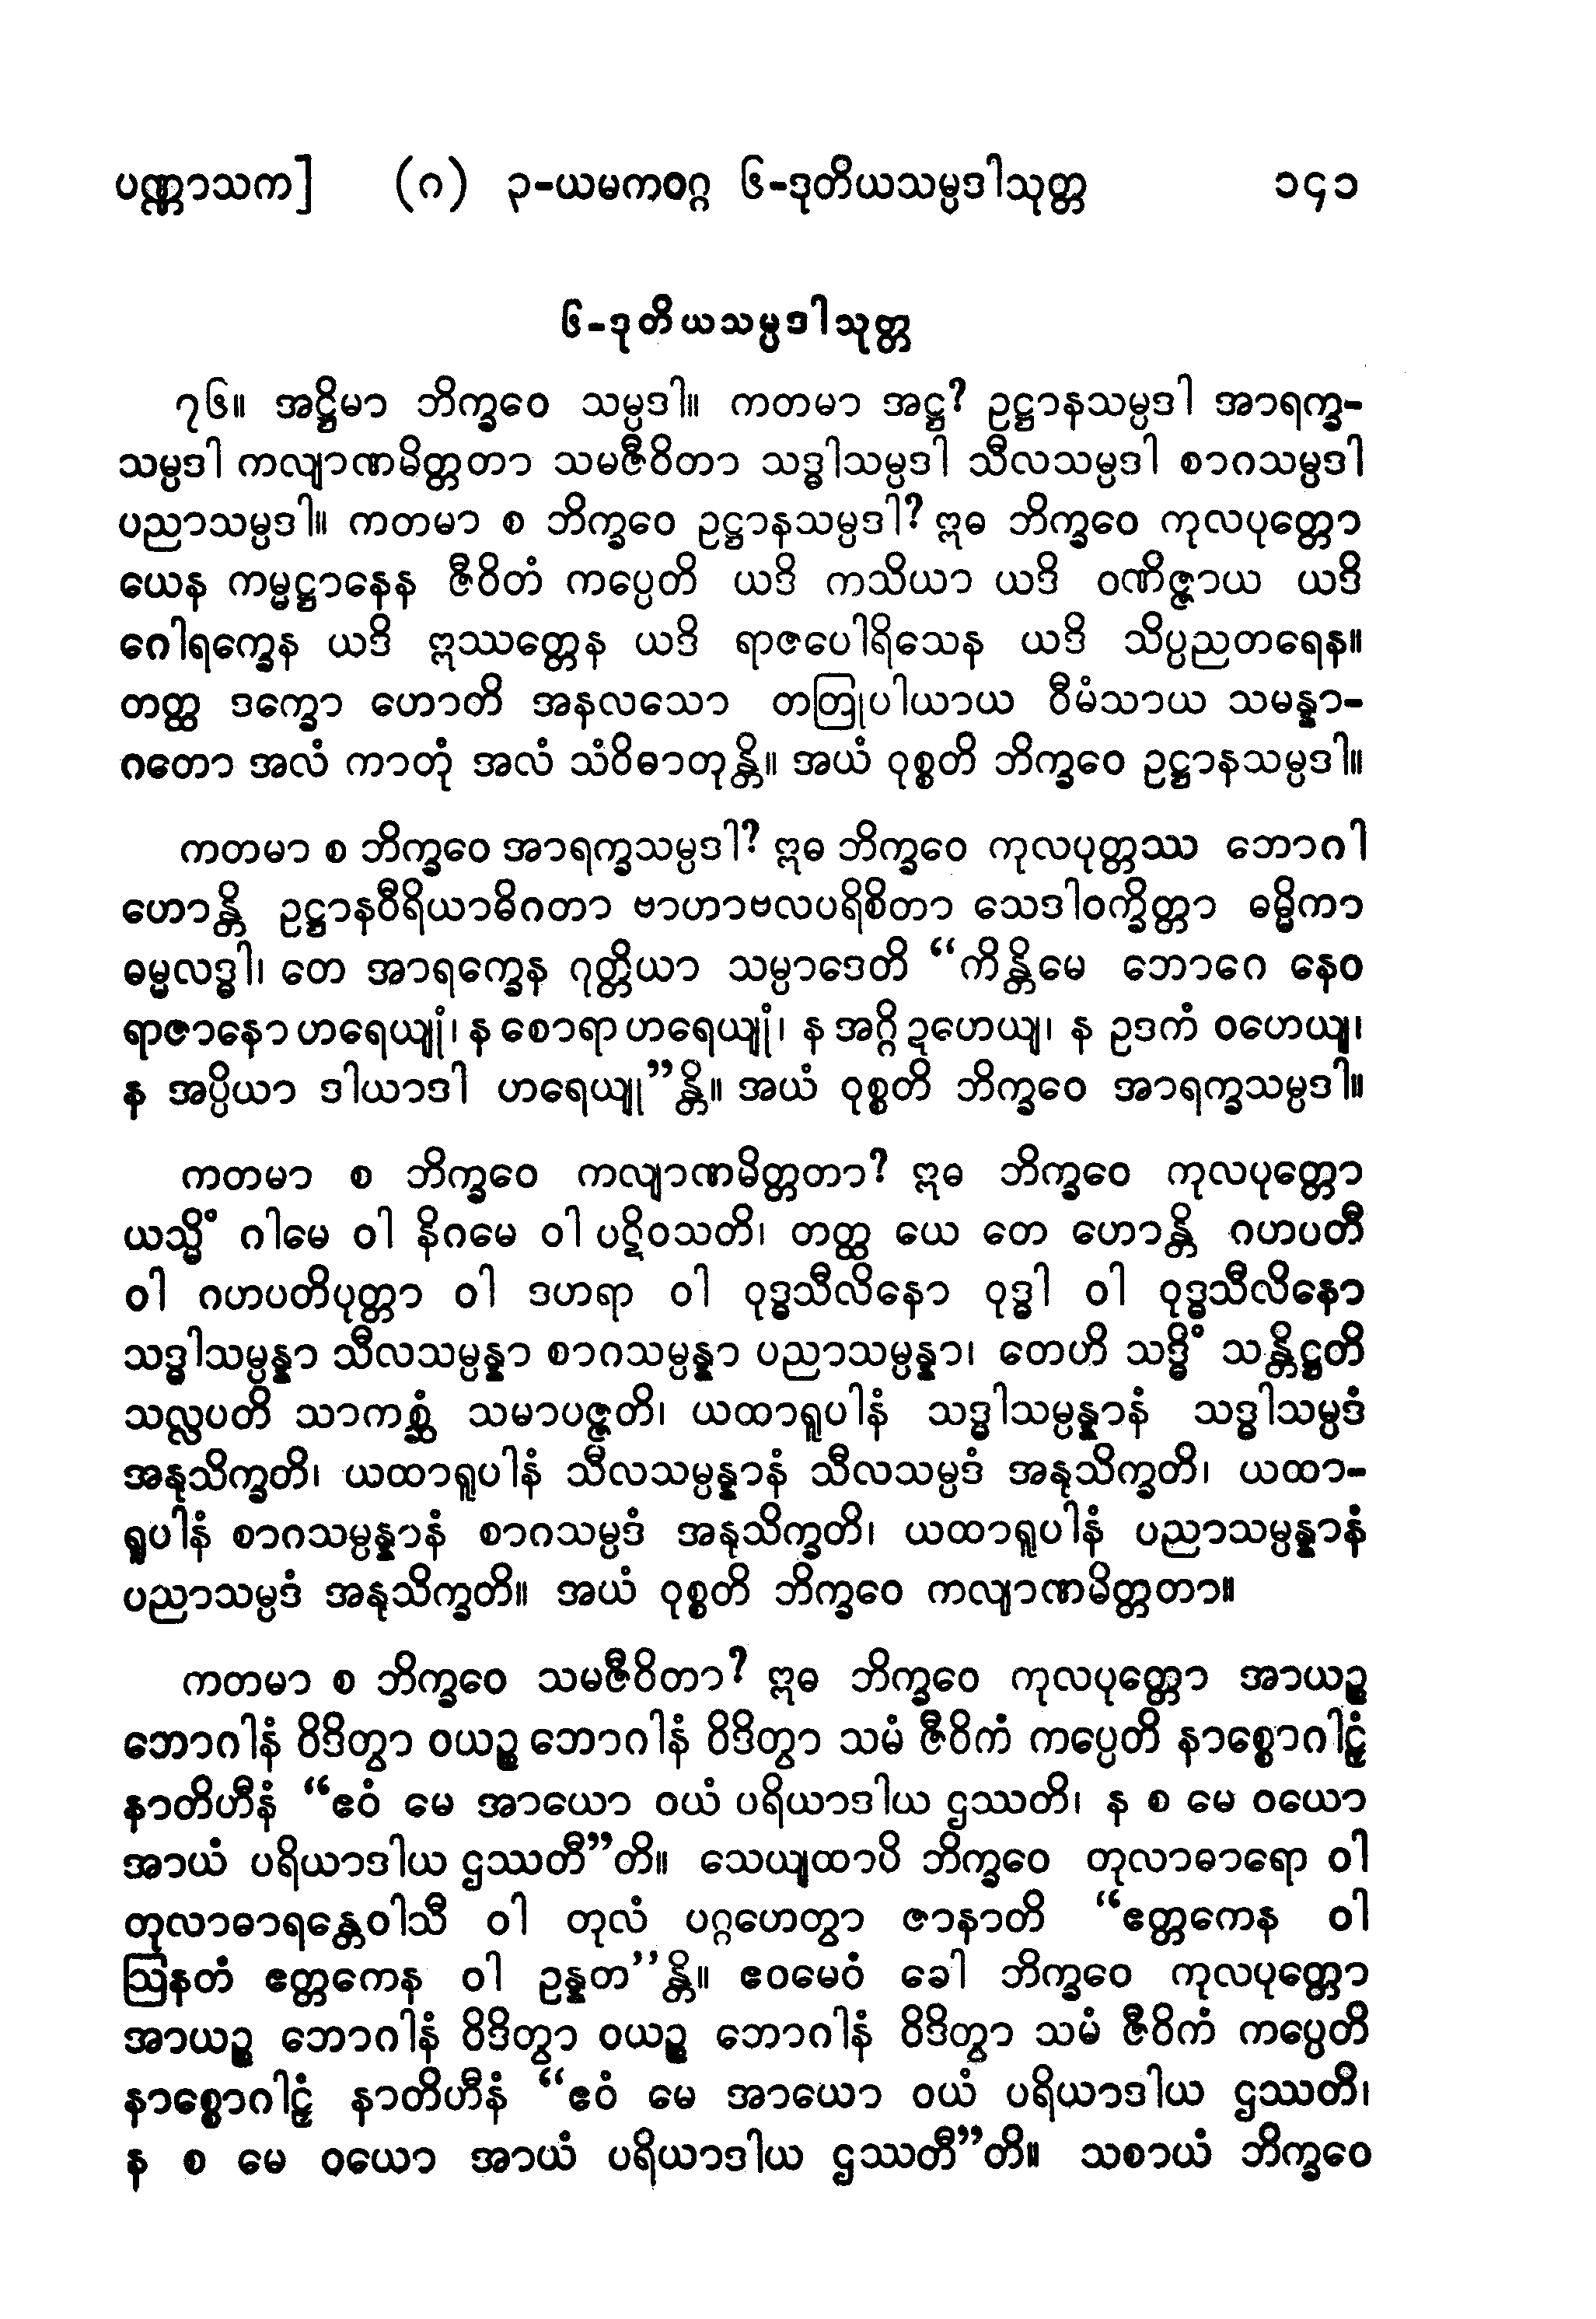 ပဏ္ဏာသက]   (ဂ) ၃-ယမကဝဂ္ဂ ၆-ဒုတိယသမ္ပဒါသုတ္တ   ၁၄၁
၆-ဒုတိယသမ္ပဒါသုတ္တ
၇၆။ အဋ္ဌိမာ ဘိက္ခဝေ သမ္ပဒါ။ ကတမာ အဋ္ဌ? ဥဋ္ဌာနသမ္ပဒါ အာရက္ခ-
သမ္ပဒါ ကလျာဏမိတ္တတာ သမဇီဝိတာ သဒ္ဓါသမ္ပဒါ သီလသမ္ပဒါ စာဂသမ္ပဒါ
ပညာသမ္ပဒါ။ ကတမာ စ ဘိက္ခဝေ ဥဋ္ဌာနသမ္ပဒါ? ဣဓ ဘိက္ခဝေ ကုလပုတ္တော
ယေန ကမ္မဋ္ဌာနေန ဇီဝိတံ ကပ္ပေတိ ယဒိ ကသိယာ ယဒိ ဝဏိဇ္ဇာယ ယဒိ
ဂေါရက္ခေန ယဒိ ဣဿတ္တေန ယဒိ ရာဇပေါရိသေန ယဒိ သိပ္ပညတရေန။
တတ္ထ ဒက္ခော ဟောတိ အနလသော တတြုပါယာယ ဝီမံသာယ သမန္နာ-
ဂတော အလံ ကာတုံ အလံ သံဝိဓာတုန္တိ။ အယံ ဝုစ္စတိ ဘိက္ခဝေ ဥဋ္ဌာနသမ္ပဒါ။
ကတမာ စ ဘိက္ခဝေ အာရက္ခသမ္ပဒါ? ဣဓ ဘိက္ခဝေ ကုလပုတ္တဿ ဘောဂါ
ဟောန္တိ ဥဋ္ဌာနဝီရိယာဓိဂတာ ဗာဟာဗလပရိစိတာ သေဒါဝက္ခိတ္တာ ဓမ္မိကာ
ဓမ္မလဒ္ဓါ၊ တေ အာရက္ခေန ဂုတ္တိယာ သမ္ပာဒေတိ “ကိန္တိမေ ဘောဂေ နေဝ
ရာဇာနော ဟရေယျုံ၊ န စောရာ ဟရေယျုံ၊ န အဂ္ဂိ ဍဟေယျ၊ န ဥဒကံ ဝဟေယျ၊
န အပ္ပိယာ ဒါယာဒါ ဟရေယျု”န္တိ။ အယံ ဝုစ္စတိ ဘိက္ခဝေ အာရက္ခသမ္ပဒါ။
ကတမာ စ ဘိက္ခဝေ ကလျာဏမိတ္တတာ? ဣဓ ဘိက္ခဝေ ကုလပုတ္တော
ယသ္မိံ ဂါမေ ဝါ နိဂမေ ဝါ ပဋိဝသတိ၊ တတ္ထ ယေ တေ ဟောန္တိ ဂဟပတီ
ဝါ ဂဟပတိပုတ္တာ ဝါ ဒဟရာ ဝါ ဝုဒ္ဓသီလိနော ဝုဒ္ဓါ ဝါ ဝုဒ္ဓသီလိနော
သဒ္ဓါသမ္ပန္နာ သီလသမ္ပန္နာ စာဂသမ္ပန္နာ ပညာသမ္ပန္နာ၊ တေဟိ သဒ္ဓိံ သန္တိဋ္ဌတိ
သလ္လပတိ သာကစ္ဆံ သမာပဇ္ဇတိ၊ ယထာရူပါနံ သဒ္ဓါသမ္ပန္နာနံ သဒ္ဓါသမ္ပဒံ
အနုသိက္ခတိ၊ ယထာရူပါနံ သီလသမ္ပန္နာနံ သီလသမ္ပဒံ အနုသိက္ခတိ၊ ယထာ-
ရူပါနံ စာဂသမ္ပန္နာနံ စာဂသမ္ပဒံ အနုသိက္ခတိ၊ ယထာရူပါနံ ပညာသမ္ပန္နာနံ
ပညာသမ္ပဒံ အနုသိက္ခတိ။ အယံ ဝုစ္စတိ ဘိက္ခဝေ ကလျာဏမိတ္တတာ။
ကတမာ စ ဘိက္ခဝေ သမဇီဝိတာ? ဣဓ ဘိက္ခဝေ ကုလပုတ္တော အာယဉ္စ
ဘောဂါနံ ဝိဒိတွာ ဝယဉ္စ ဘောဂါနံ ဝိဒိတွာ သမံ ဇီဝိကံ ကပ္ပေတိ နာစ္စောဂါဠှံ
နာတိဟီနံ “ဧဝံ မေ အာယော ဝယံ ပရိယာဒါယ ဌဿတိ၊ န စ မေ ဝယော
အာယံ ပရိယာဒါယ ဌဿတီ”တိ။ သေယျထာပိ ဘိက္ခဝေ တုလာဓာရော ဝါ
တုလာဓာရန္တေဝါသီ ဝါ တုလံ ပဂ္ဂဟေတွာ ဇာနာတိ “ဧတ္တကေန ဝါ
ဩနတံ ဧတ္တကေန ဝါ ဥန္နတ”န္တိ။ ဧဝမေဝံ ခေါ ဘိက္ခဝေ ကုလပုတ္တော
အာယဉ္စ ဘောဂါနံ ဝိဒိတွာ ဝယဉ္စ ဘောဂါနံ ဝိဒိတွာ သမံ ဇီဝိကံ ကပ္ပေတိ
နာစ္စောဂါဠှံ နာတိဟီနံ “ဧဝံ မေ အာယော ဝယံ ပရိယာဒါယ ဌဿတိ၊
န စ မေ ဝယော အာယံ ပရိယာဒါယ ဌဿတီ”တိ။ သစာယံ ဘိက္ခဝေ